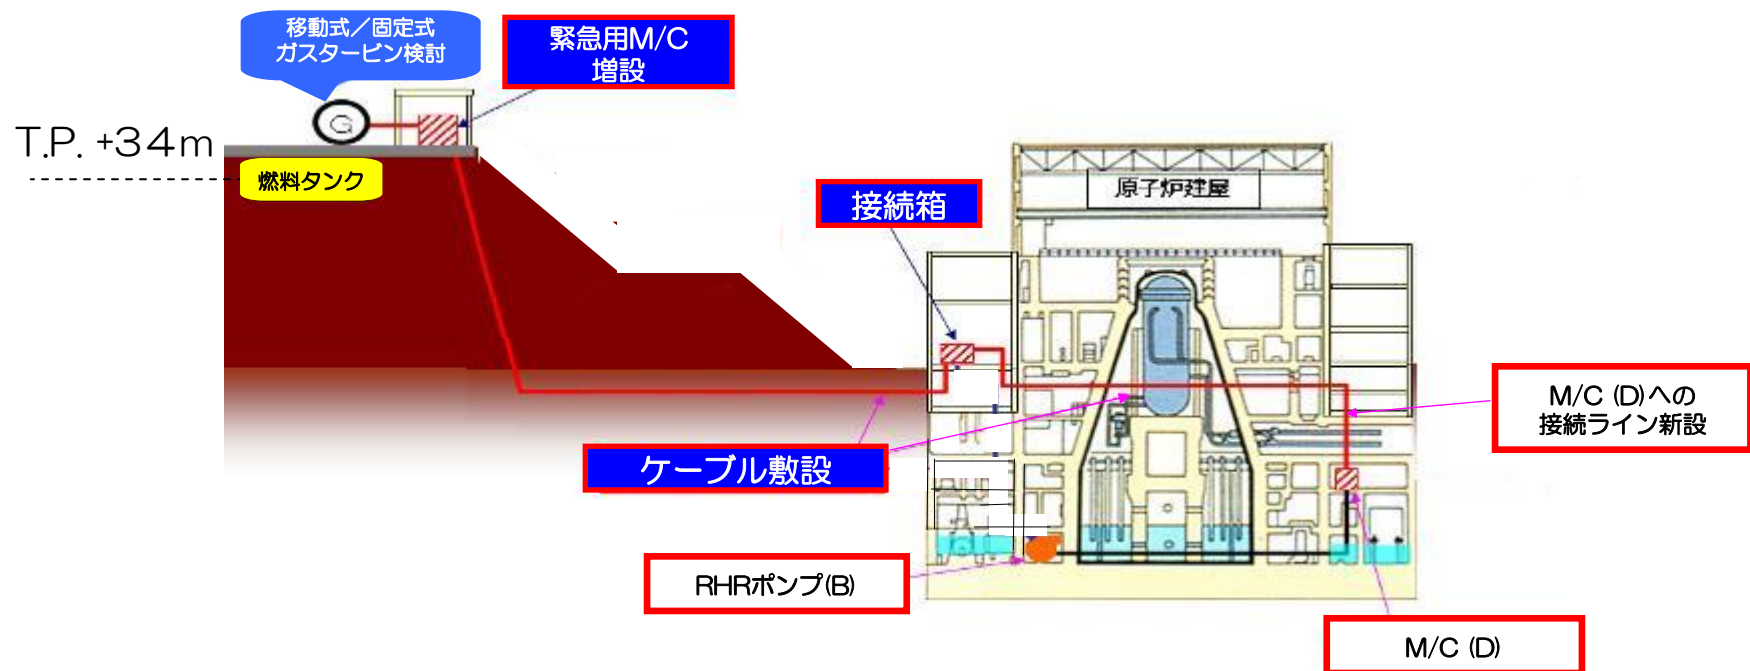 移動式／固定式
ガスタービン検討
緊急用M/C
増設
G
T.P. +34m
燃料タンク
接続箱
原子炉建屋
M/C (D)への
接続ライン新設
ケーブル敷設
RHRポンプ(B)
M/C (D)